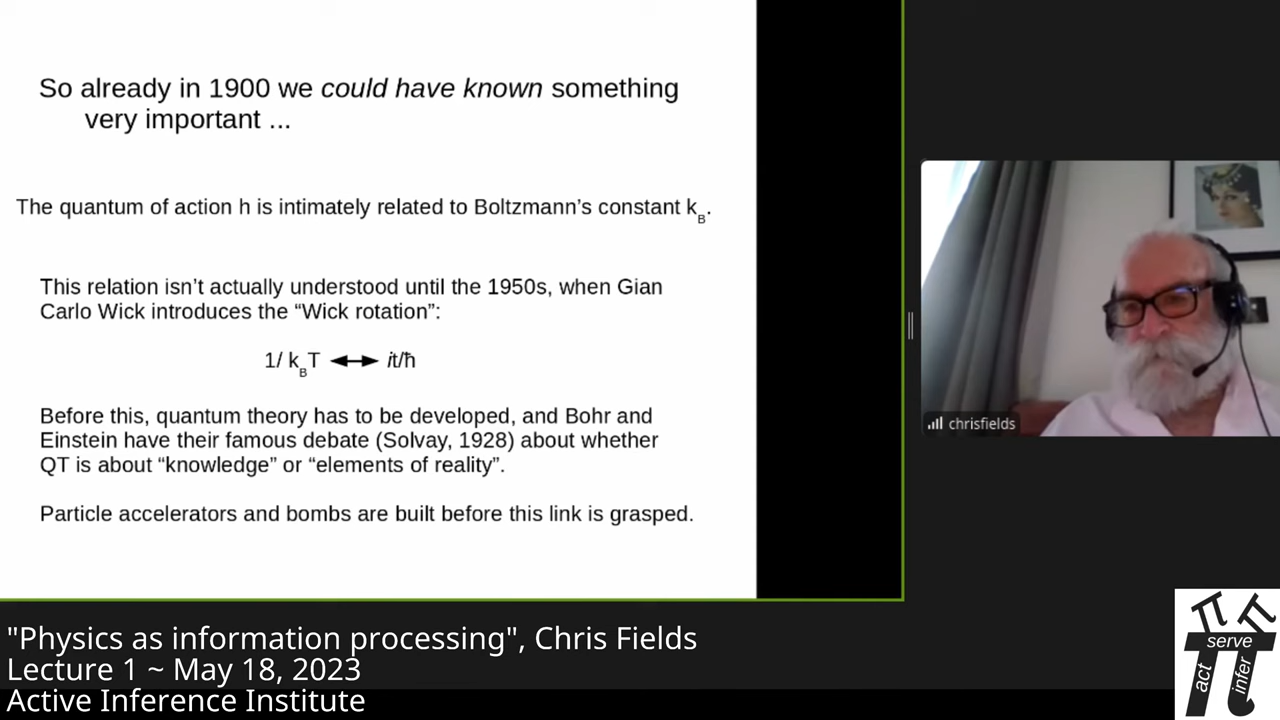 So already in 1900 we could have known something
very important ...
The quantum of action h is intimately related to Boltzmann's constant kB.
This relation isn't actually understood until the 1950s, when Gian
Carlo Wick introduces the “Wick rotation”:
1/ kBT ⟷ it/ħ
Before this, quantum theory has to be developed, and Bohr and
Einstein have their famous debate (Solvay, 1928) about whether
QT is about “knowledge” or “elements of reality”.
Particle accelerators and bombs are built before this link is grasped.
chrisfields
"Physics as information processing", Chris Fields
Lecture 1 ~ May 18, 2023
Active Inference Institute
serve
act
infer